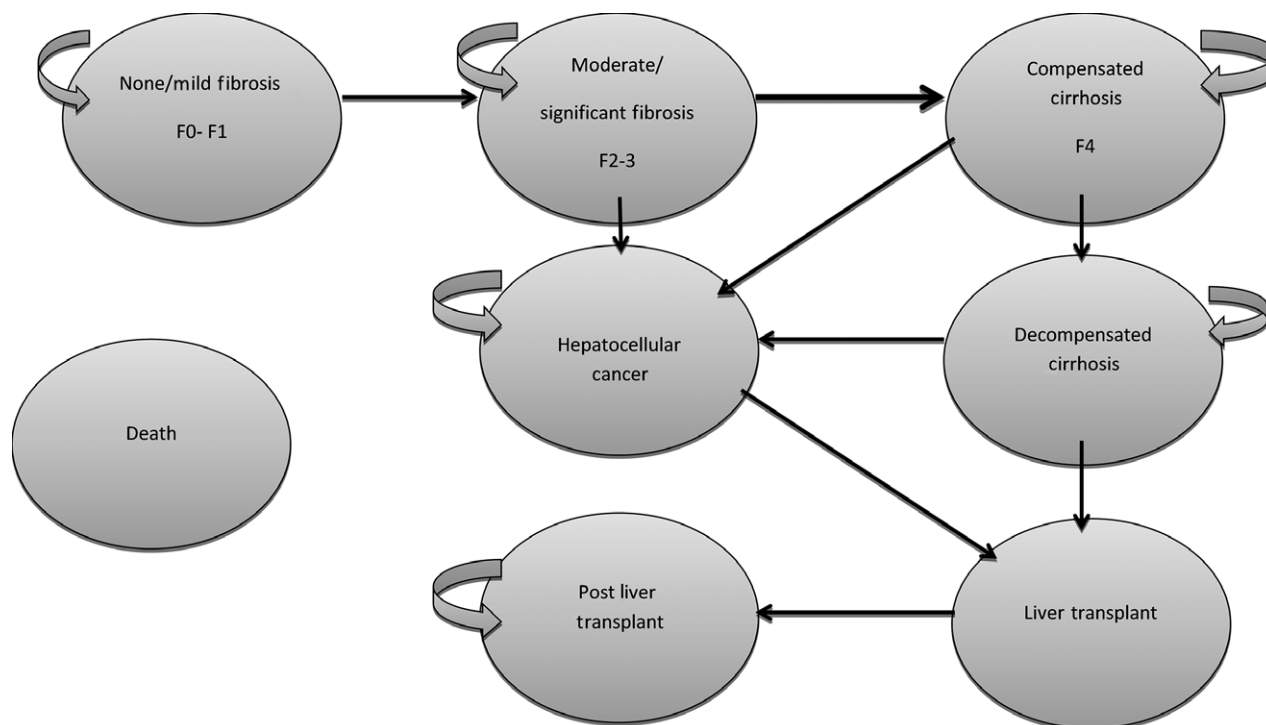 None/mild fibrosis
F0- F1
Moderate/
significant fibrosis
F2-3
Compensated
cirrhosis
F4
Hepatocellular
cancer
Decompensated
cirrhosis
Death
Post liver
transplant
Liver transplant